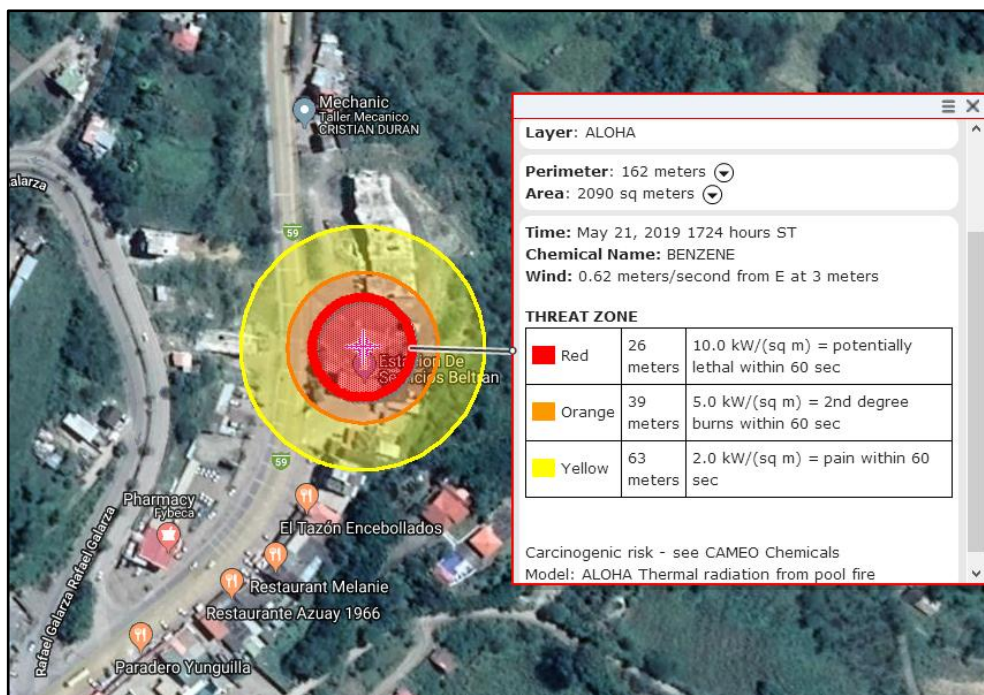 Mechanic
Taller Mecanico
CRISTIAN DURAN
alarza
59
Estacion De
Servicios Beltran
59
Pharmacy
Fybeca
El Tazón Encebollados
Restaurant Melanie
Restaurante Azuay 1966
Paradero Yunguilla
Rafael Galarza Rafael Galarza
Layer: ALOHA
Perimeter: 162 meters
Area: 2090 sq meters
Time: May 21, 2019 1724 hours ST
Chemical Name: BENZENE
Wind: 0.62 meters/second from E at 3 meters
THREAT ZONE
Red 26 meters 10.0 kW/(sq m) = potentially
lethal within 60 sec
Orange 39 meters 5.0 kW/(sq m) = 2nd degree
burns within 60 sec
Yellow 63 meters 2.0 kW/(sq m) = pain within 60
sec
Carcinogenic risk - see CAMEO Chemicals
Model: ALOHA Thermal radiation from pool fire